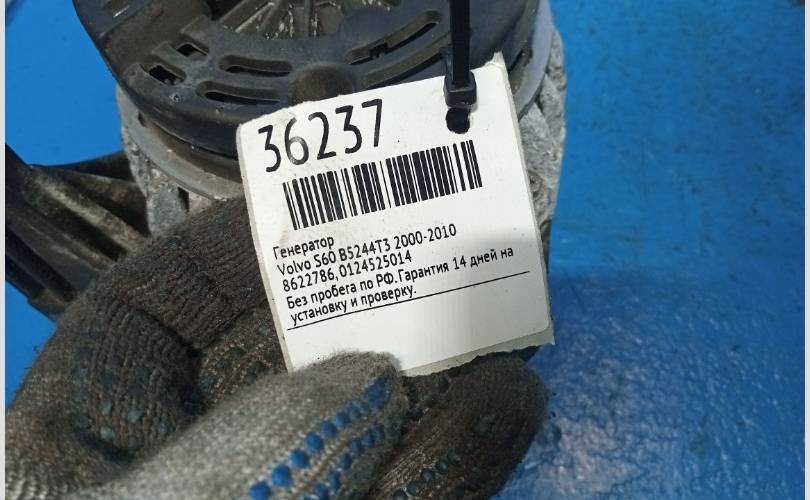 36237
Генератор
Volvo S60 B5244T3 2000-2010
8622786, 0124525014
Без пробега по РФ.Гарантия 14 дней на
установку и проверку.